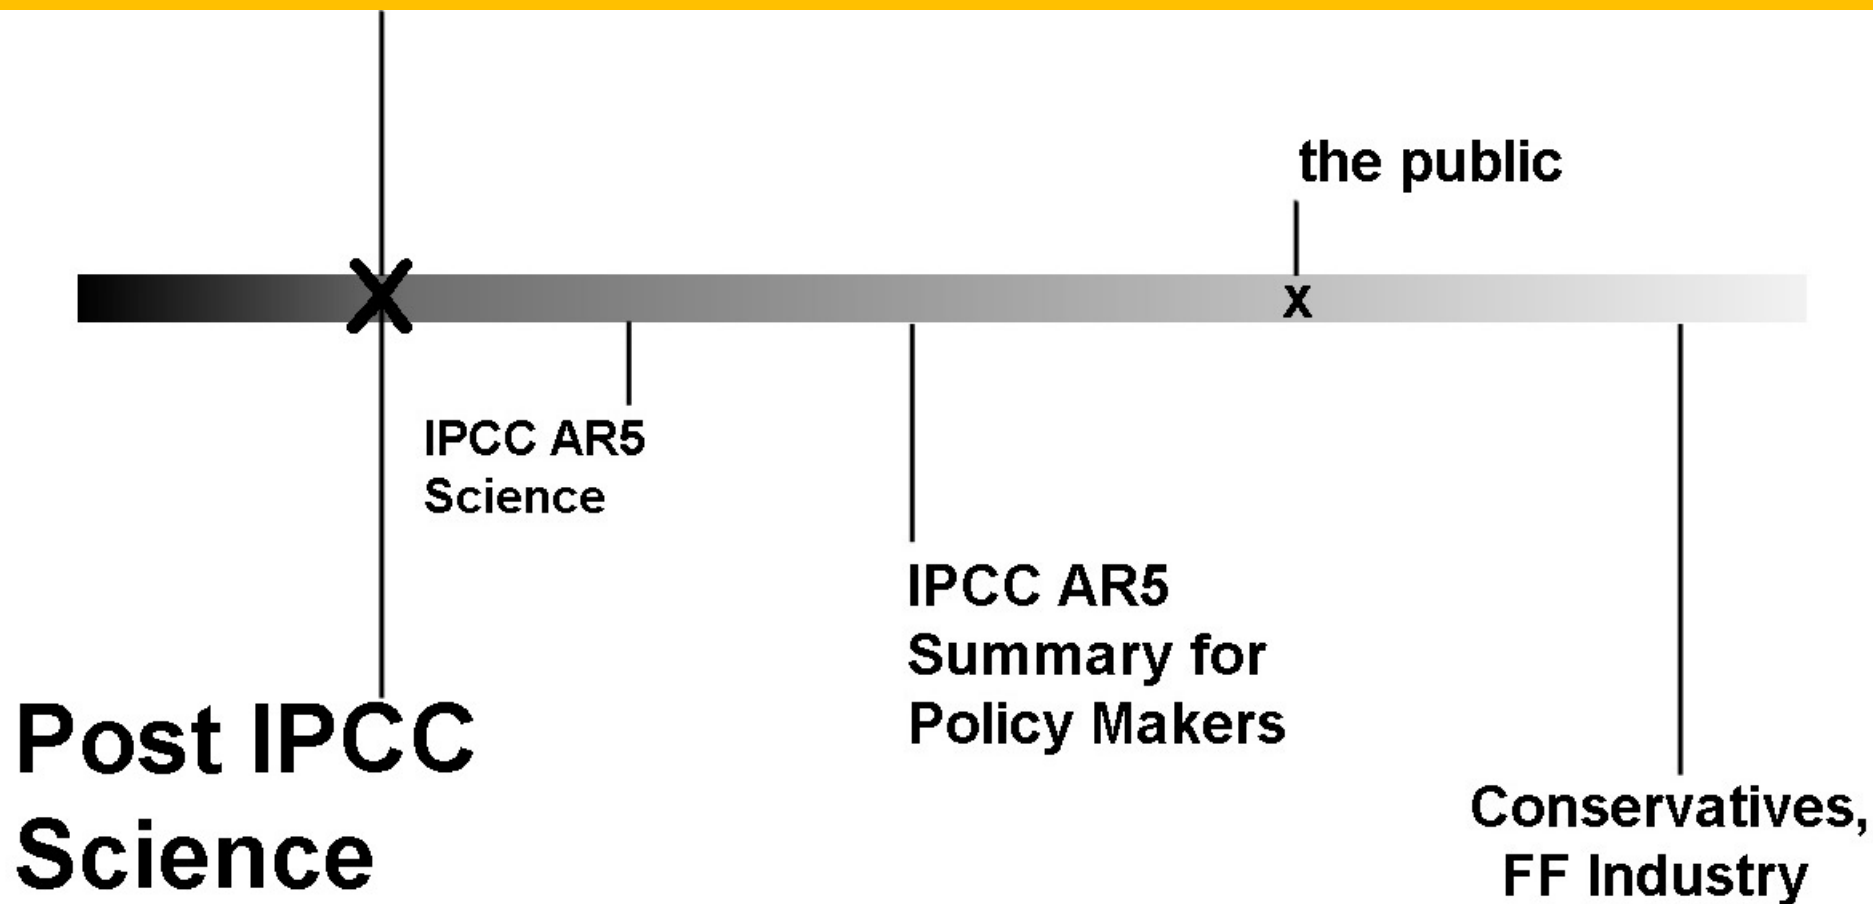 the public
X
x
IPCC AR5
Science
IPCC AR5
Summary for
Policy Makers
Post IPCC
Science
Conservatives,
FF Industry